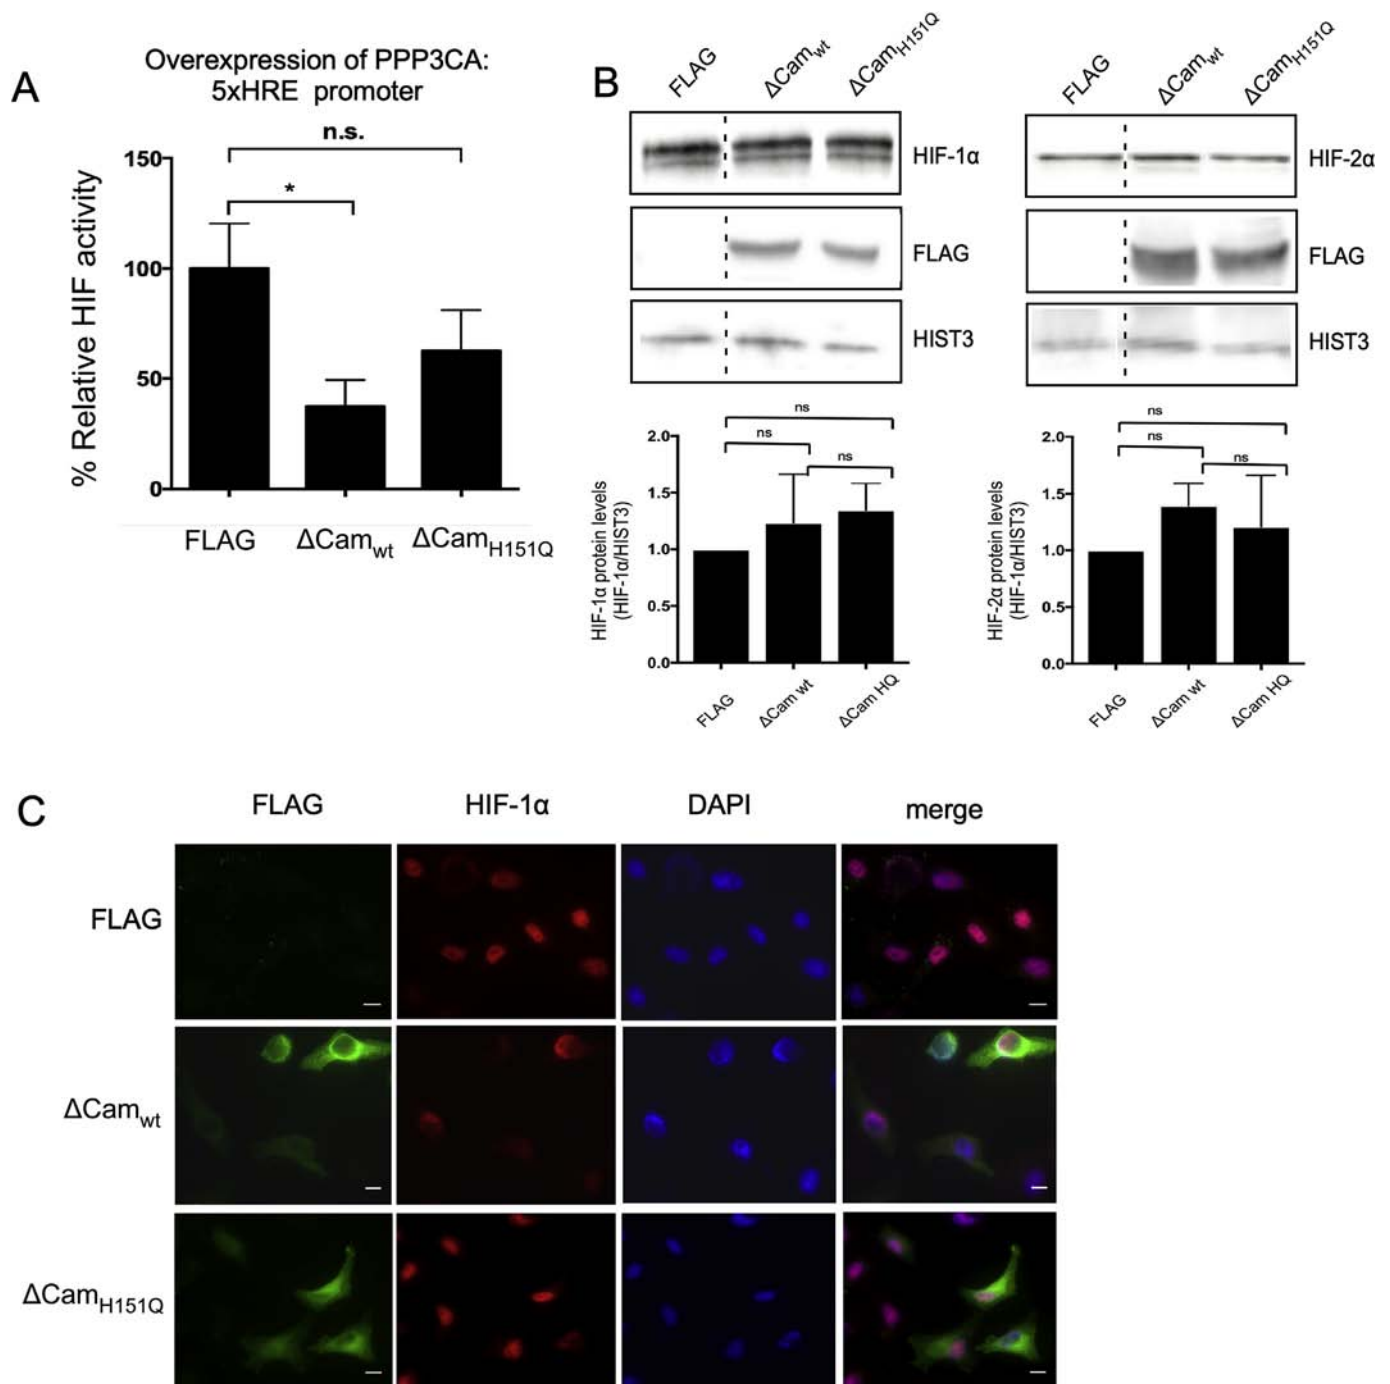 A
Overexpression of PPP3CA:
5xHRE promoter
n.s.
*
% Relative HIF activity
150
100
50
0
FLAG ΔCamwt ΔCamH151Q
B
FLAG ΔCamwt ΔCamH151Q
HIF-1α
FLAG
HIST3
ns
ns
ns
HIF-1α protein levels
(HIF-1α/HIST3)
2.0
1.5
1.0
0.5
0.0
FLAG ΔCam wt ΔCam HQ
FLAG ΔCamwt ΔCamH151Q
HIF-2α
FLAG
HIST3
ns
ns
ns
HIF-2α protein levels
(HIF-1α/HIST3)
2.0
1.5
1.0
0.5
0.0
FLAG ΔCam wt ΔCam HQ
C
FLAG HIF-1α DAPI merge
FLAG
ΔCamwt
ΔCamH151Q